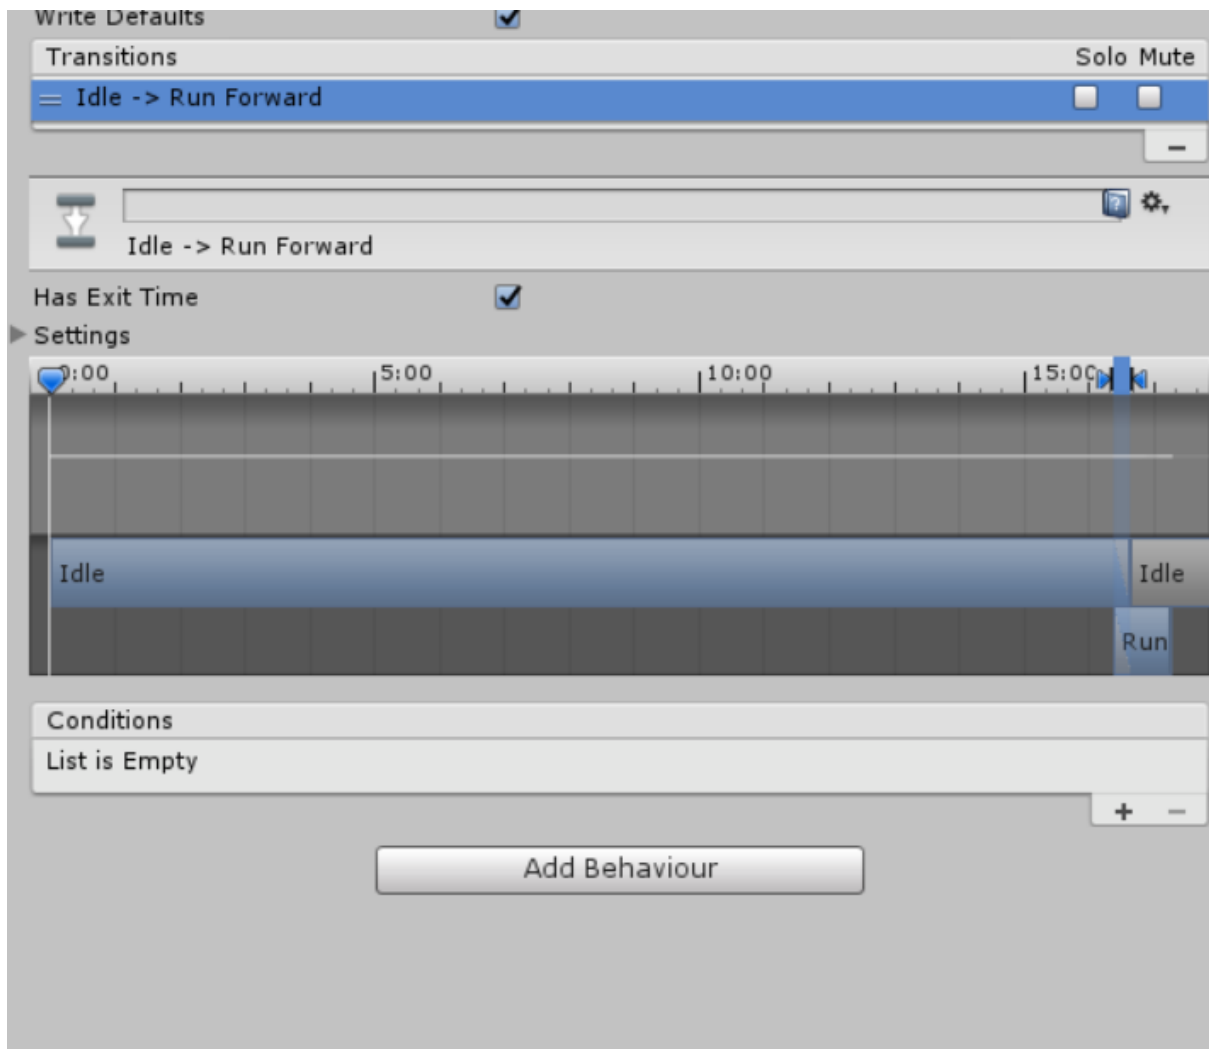 Write Defaults
Transitions Solo Mute
Idle -> Run Forward
Idle -> Run Forward
Has Exit Time
Settings
0:00 5:00 10:00 15:00
Idle Idle
Run
Conditions
List is Empty
Add Behaviour